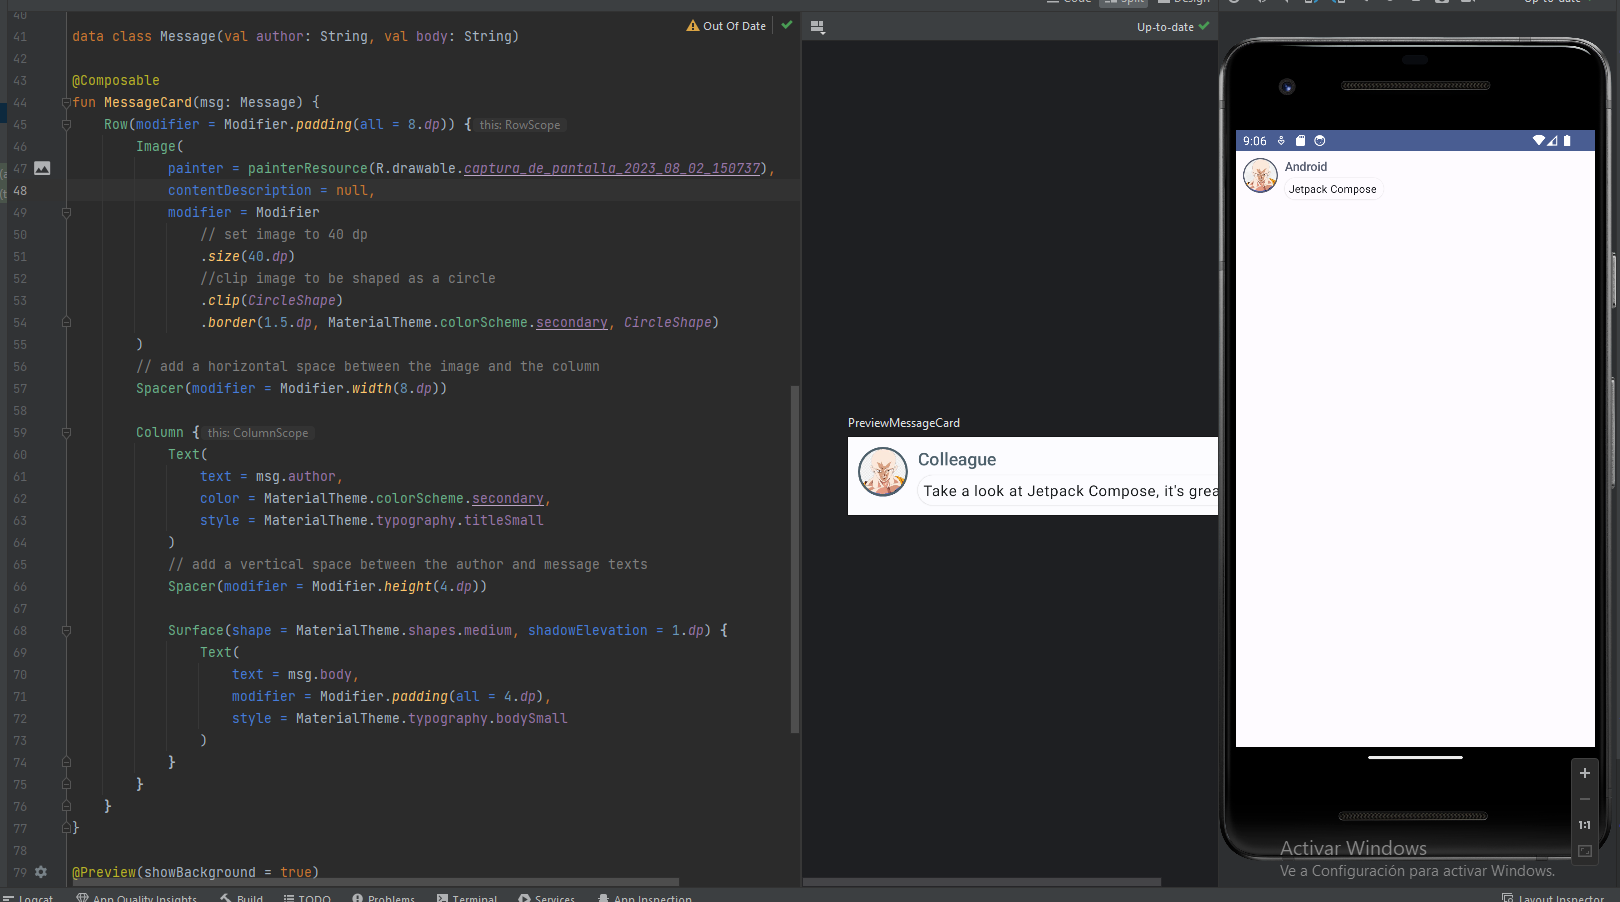 40
Code Split Design
Up-to-date
Out Of Date
Up-to-date
41 data class Message(val author: String, val body: String)
42
43 @Composable
44 fun MessageCard(msg: Message) {
45 Row(modifier = Modifier.padding(all = 8.dp)) { this: RowScope
46 Image(
47 painter = painterResource(R.drawable.captura_de_pantalla_2023_08_02_150737),
48 contentDescription = null,
49 modifier = Modifier
50 // set image to 40 dp
51 .size(40.dp)
52 //clip image to be shaped as a circle
53 .clip(CircleShape)
54 .border(1.5.dp, MaterialTheme.colorScheme.secondary, CircleShape)
55 )
56 // add a horizontal space between the image and the column
57 Spacer(modifier = Modifier.width(8.dp))
58
59 Column { this: ColumnScope
60 Text(
61 text = msg.author,
62 color = MaterialTheme.colorScheme.secondary,
63 style = MaterialTheme.typography.titleSmall
64 )
65 // add a vertical space between the author and message texts
66 Spacer(modifier = Modifier.height(4.dp))
67
68 Surface(shape = MaterialTheme.shapes.medium, shadowElevation = 1.dp) {
69 Text(
70 text = msg.body,
71 modifier = Modifier.padding(all = 4.dp),
72 style = MaterialTheme.typography.bodySmall
73 )
74 }
75 }
76 }
77 }
78
79 @Preview(showBackground = true)
PreviewMessageCard
Colleague
Take a look at Jetpack Compose, it's grea
9:06
Android
Jetpack Compose
1:1
Activar Windows
Ve a Configuración para activar Windows.
Logcat App Quality Insights Build TODO Problems Terminal Services App Inspection Layout Inspector